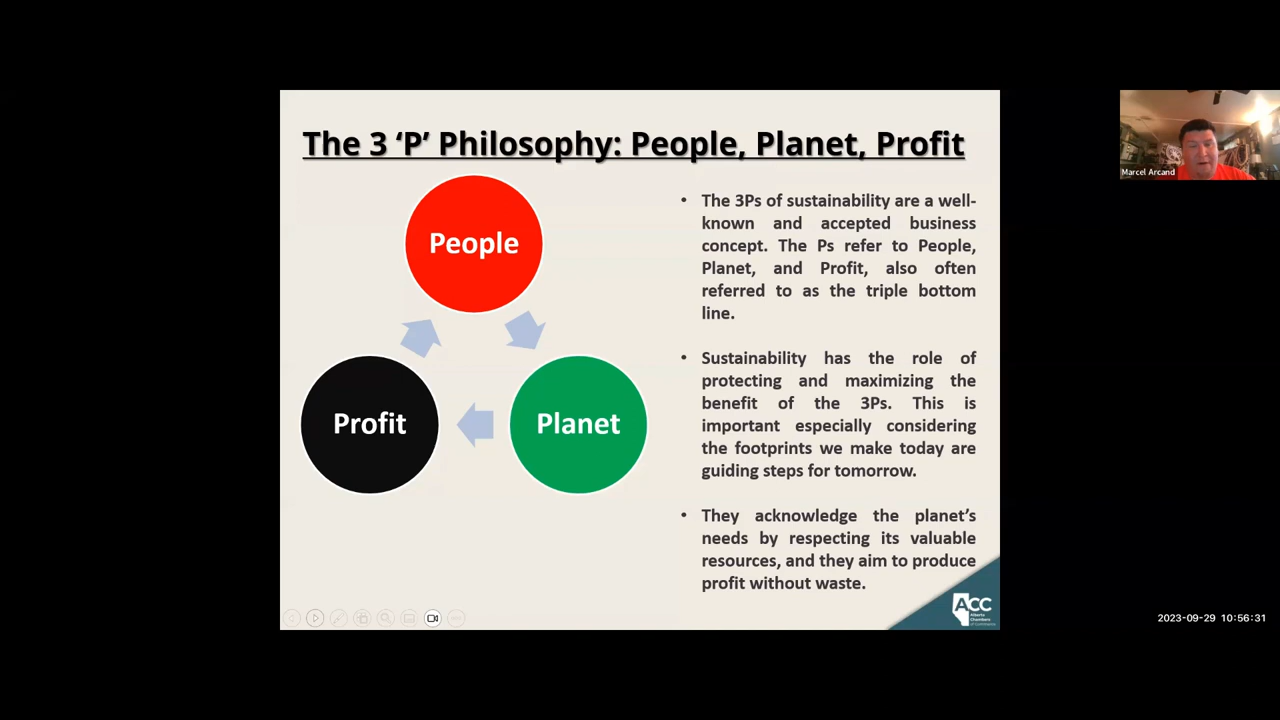 The 3 ‘P’ Philosophy: People, Planet, Profit
People
Profit
Planet
• The 3Ps of sustainability are a well-
known and accepted business
concept. The Ps refer to People,
Planet, and Profit, also often
referred to as the triple bottom
line.
• Sustainability has the role of
protecting and maximizing the
benefit of the 3Ps. This is
important especially considering
the footprints we make today are
guiding steps for tomorrow.
• They acknowledge the planet’s
needs by respecting its valuable
resources, and they aim to produce
profit without waste.
ACC
Alberta
Chambers
of Commerce
Marcel Arcand
2023-09-29 10:56:31